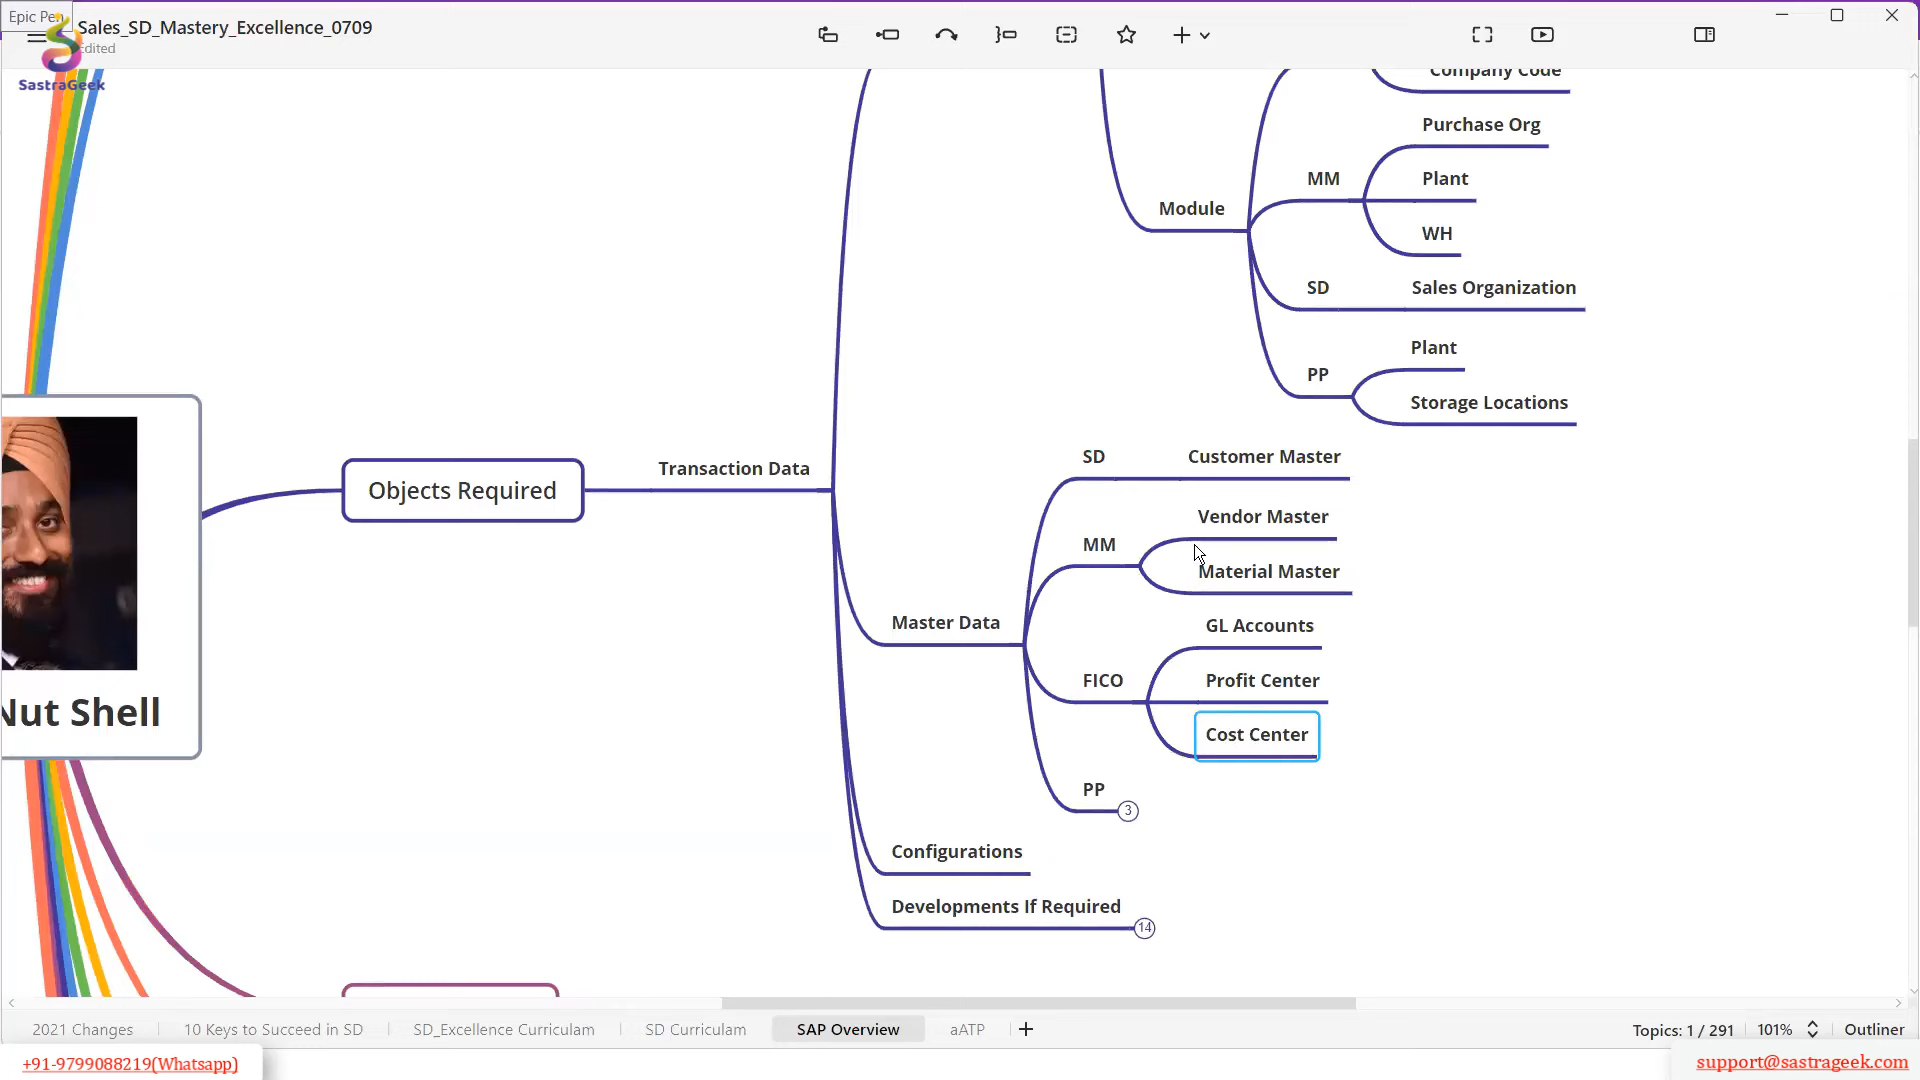 Epic Pen
Sales_SD_Mastery_Excellence_0709
Edited
SastraGeek
Company Code
Purchase Org
MM
Plant
Module
WH
SD
Sales Organization
Plant
PP
Storage Locations
SD
Customer Master
Objects Required
Transaction Data
Vendor Master
MM
Material Master
Master Data
GL Accounts
FICO
Profit Center
Nut Shell
Cost Center
PP
3
Configurations
Developments If Required
14
2021 Changes
10 Keys to Succeed in SD
SD_Excellence Curriculam
SD Curriculam
SAP Overview
aATP
Topics: 1 / 291
101%
Outliner
+91-9799088219(Whatsapp)
support@sastrageek.com